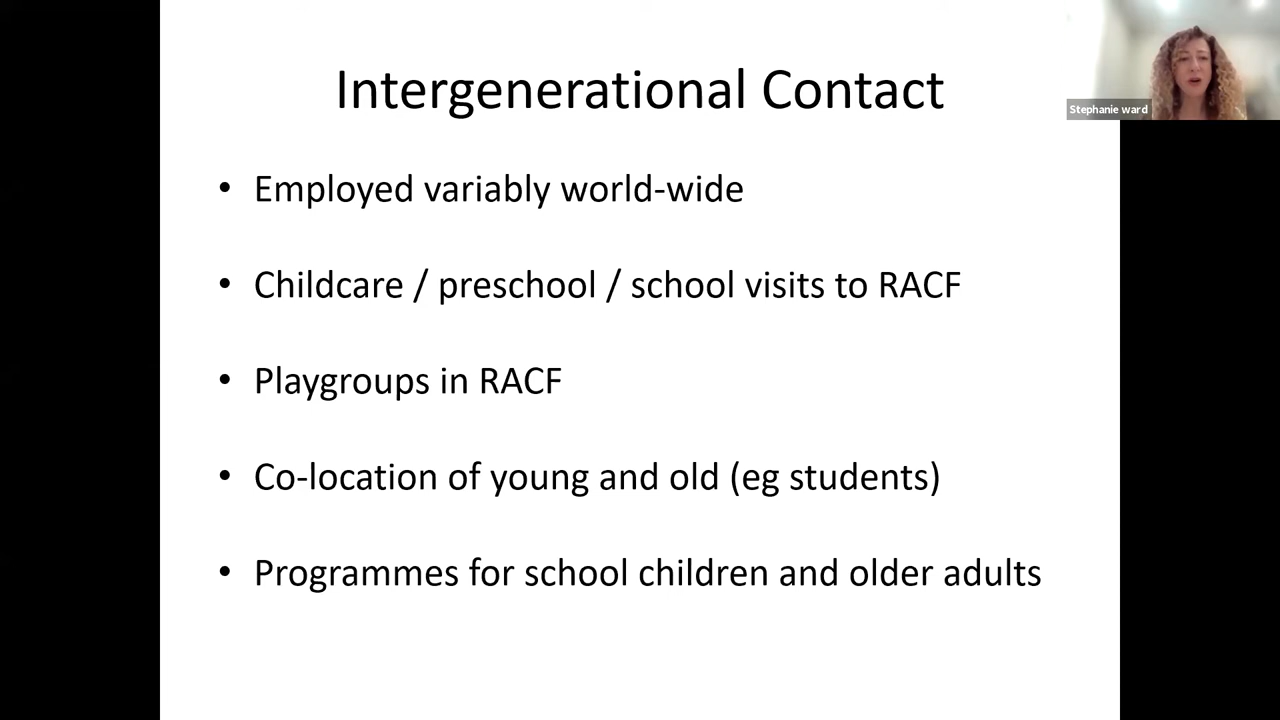 Intergenerational Contact
Stephanie ward
• Employed variably world-wide
• Childcare / preschool / school visits to RACF
• Playgroups in RACF
• Co-location of young and old (eg students)
• Programmes for school children and older adults